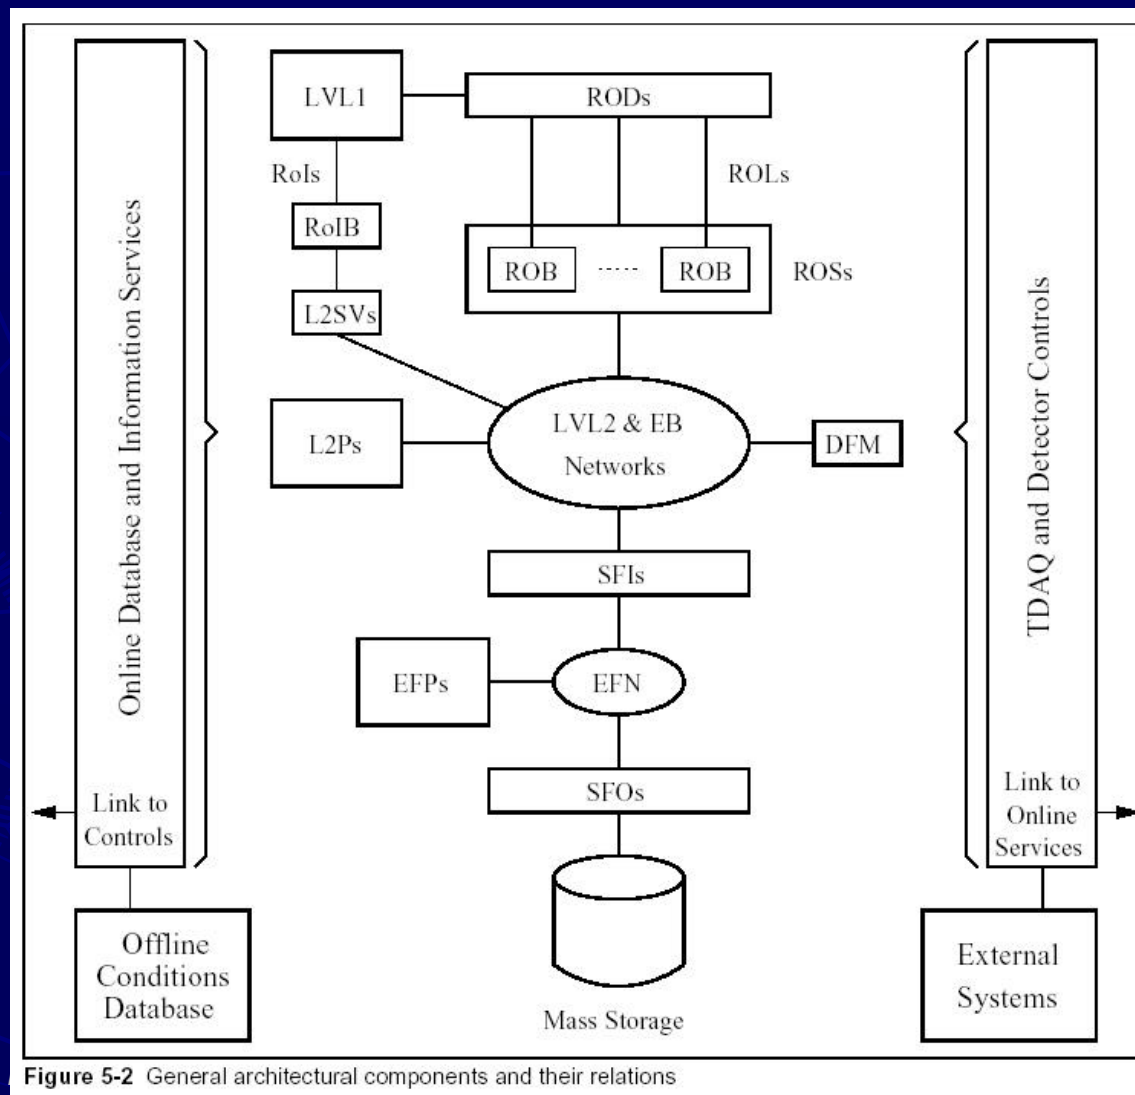 LVL1
RODs
RoIs
ROLs
RoIB
ROB
.....
ROB
ROSs
L2SVs
L2Ps
LVL2 & EB
Networks
DFM
SFIs
EFPs
EFN
SFOs
Mass Storage
Online Database and Information Services
Link to
Controls
Offline
Conditions
Database
TDAQ and Detector Controls
Link to
Online
Services
External
Systems
Figure 5-2 General architectural components and their relations